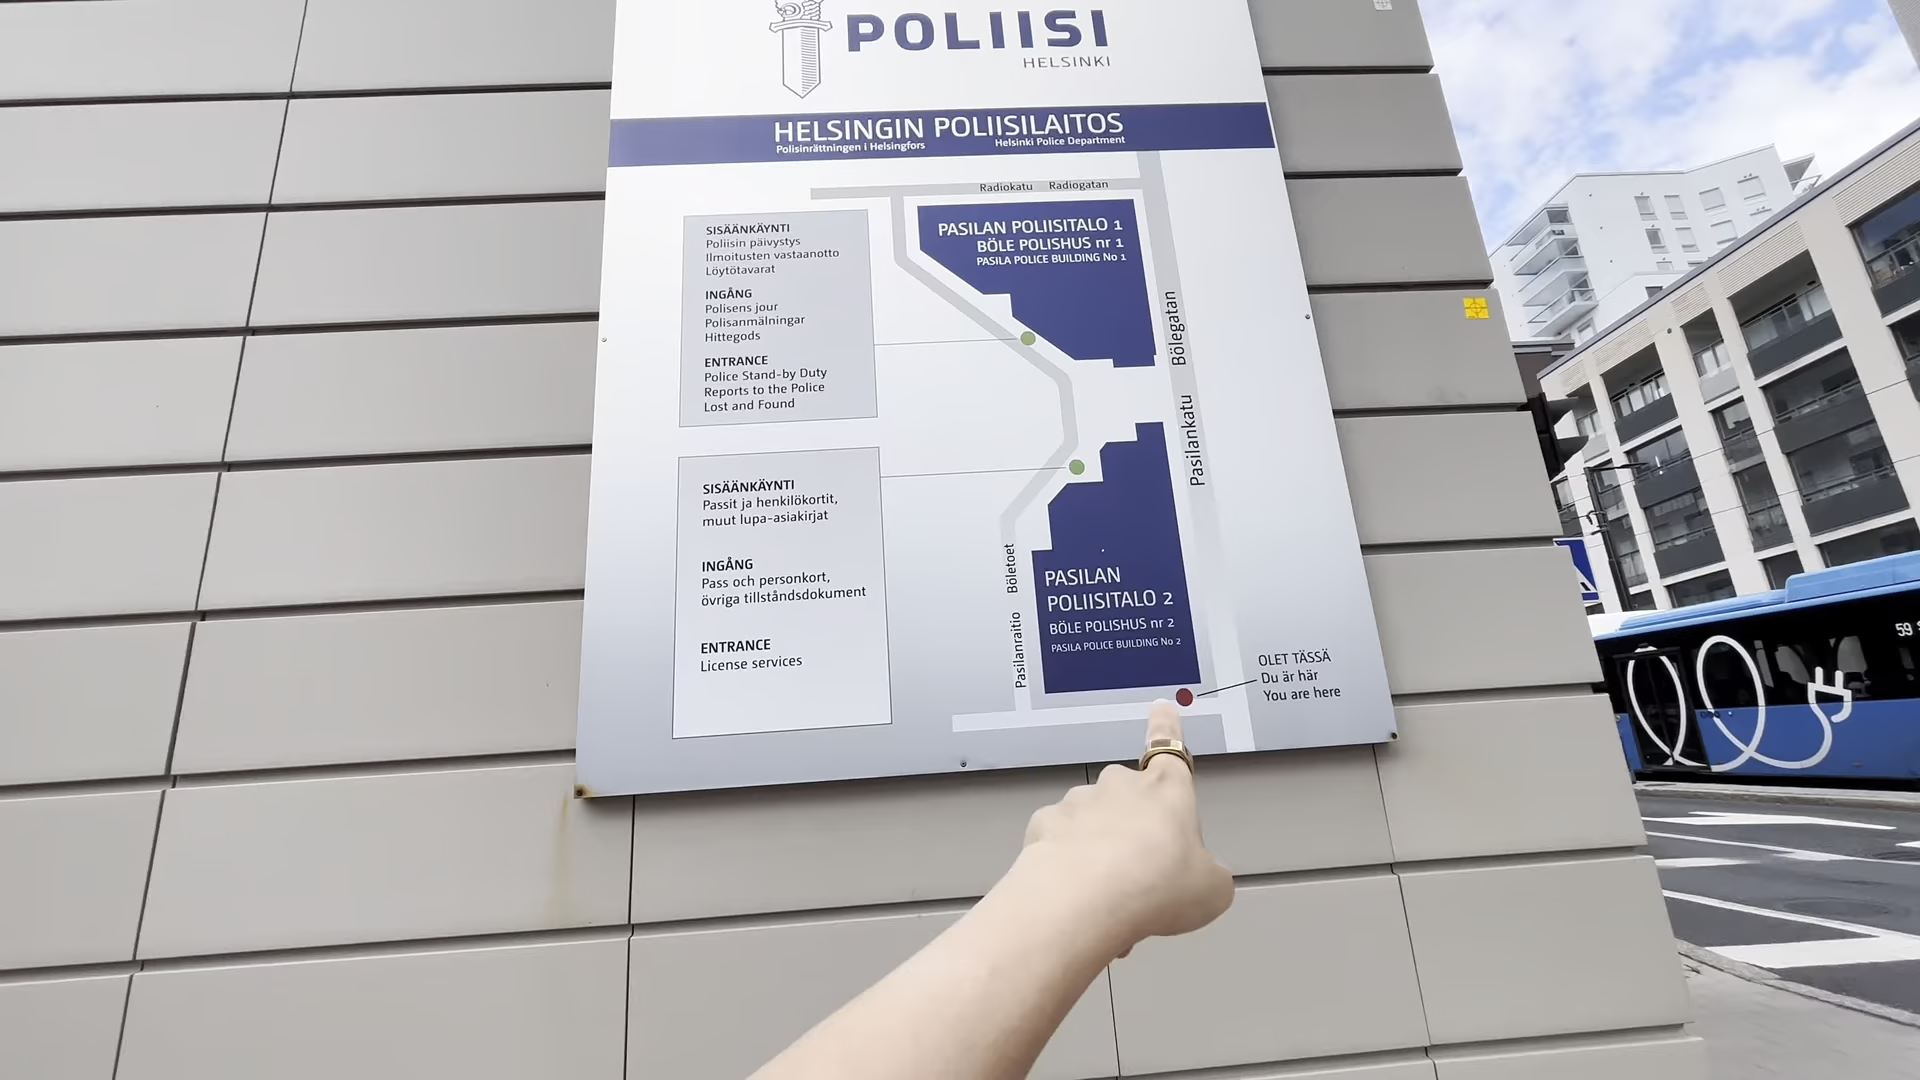 POLIISI
HELSINKI
HELSINGIN POLIISILAITOS
Polisinrättningen i Helsingfors Helsinki Police Department
Radiokatu Radiogatan
SISÄÄNKÄYNTI
Poliisin päivystys
Ilmoitusten vastaanotto
Löytötavarat
INGÅNG
Polisens jour
Polisanmälningar
Hittegods
ENTRANCE
Police Stand-by Duty
Reports to the Police
Lost and Found
PASILAN POLIISITALO 1
BÖLE POLISHUS nr 1
PASILA POLICE BUILDING No 1
Pasilankatu Bölegatan
SISÄÄNKÄYNTI
Passit ja henkilökortit,
muut lupa-asiakirjat
INGÅNG
Pass och personkort,
övriga tillståndsdokument
ENTRANCE
License services
Pasilanraitio Böletoet
PASILAN
POLIISITALO 2
BÖLE POLISHUS nr 2
PASILA POLICE BUILDING No 2
OLET TÄSSÄ
Du är här
You are here
59